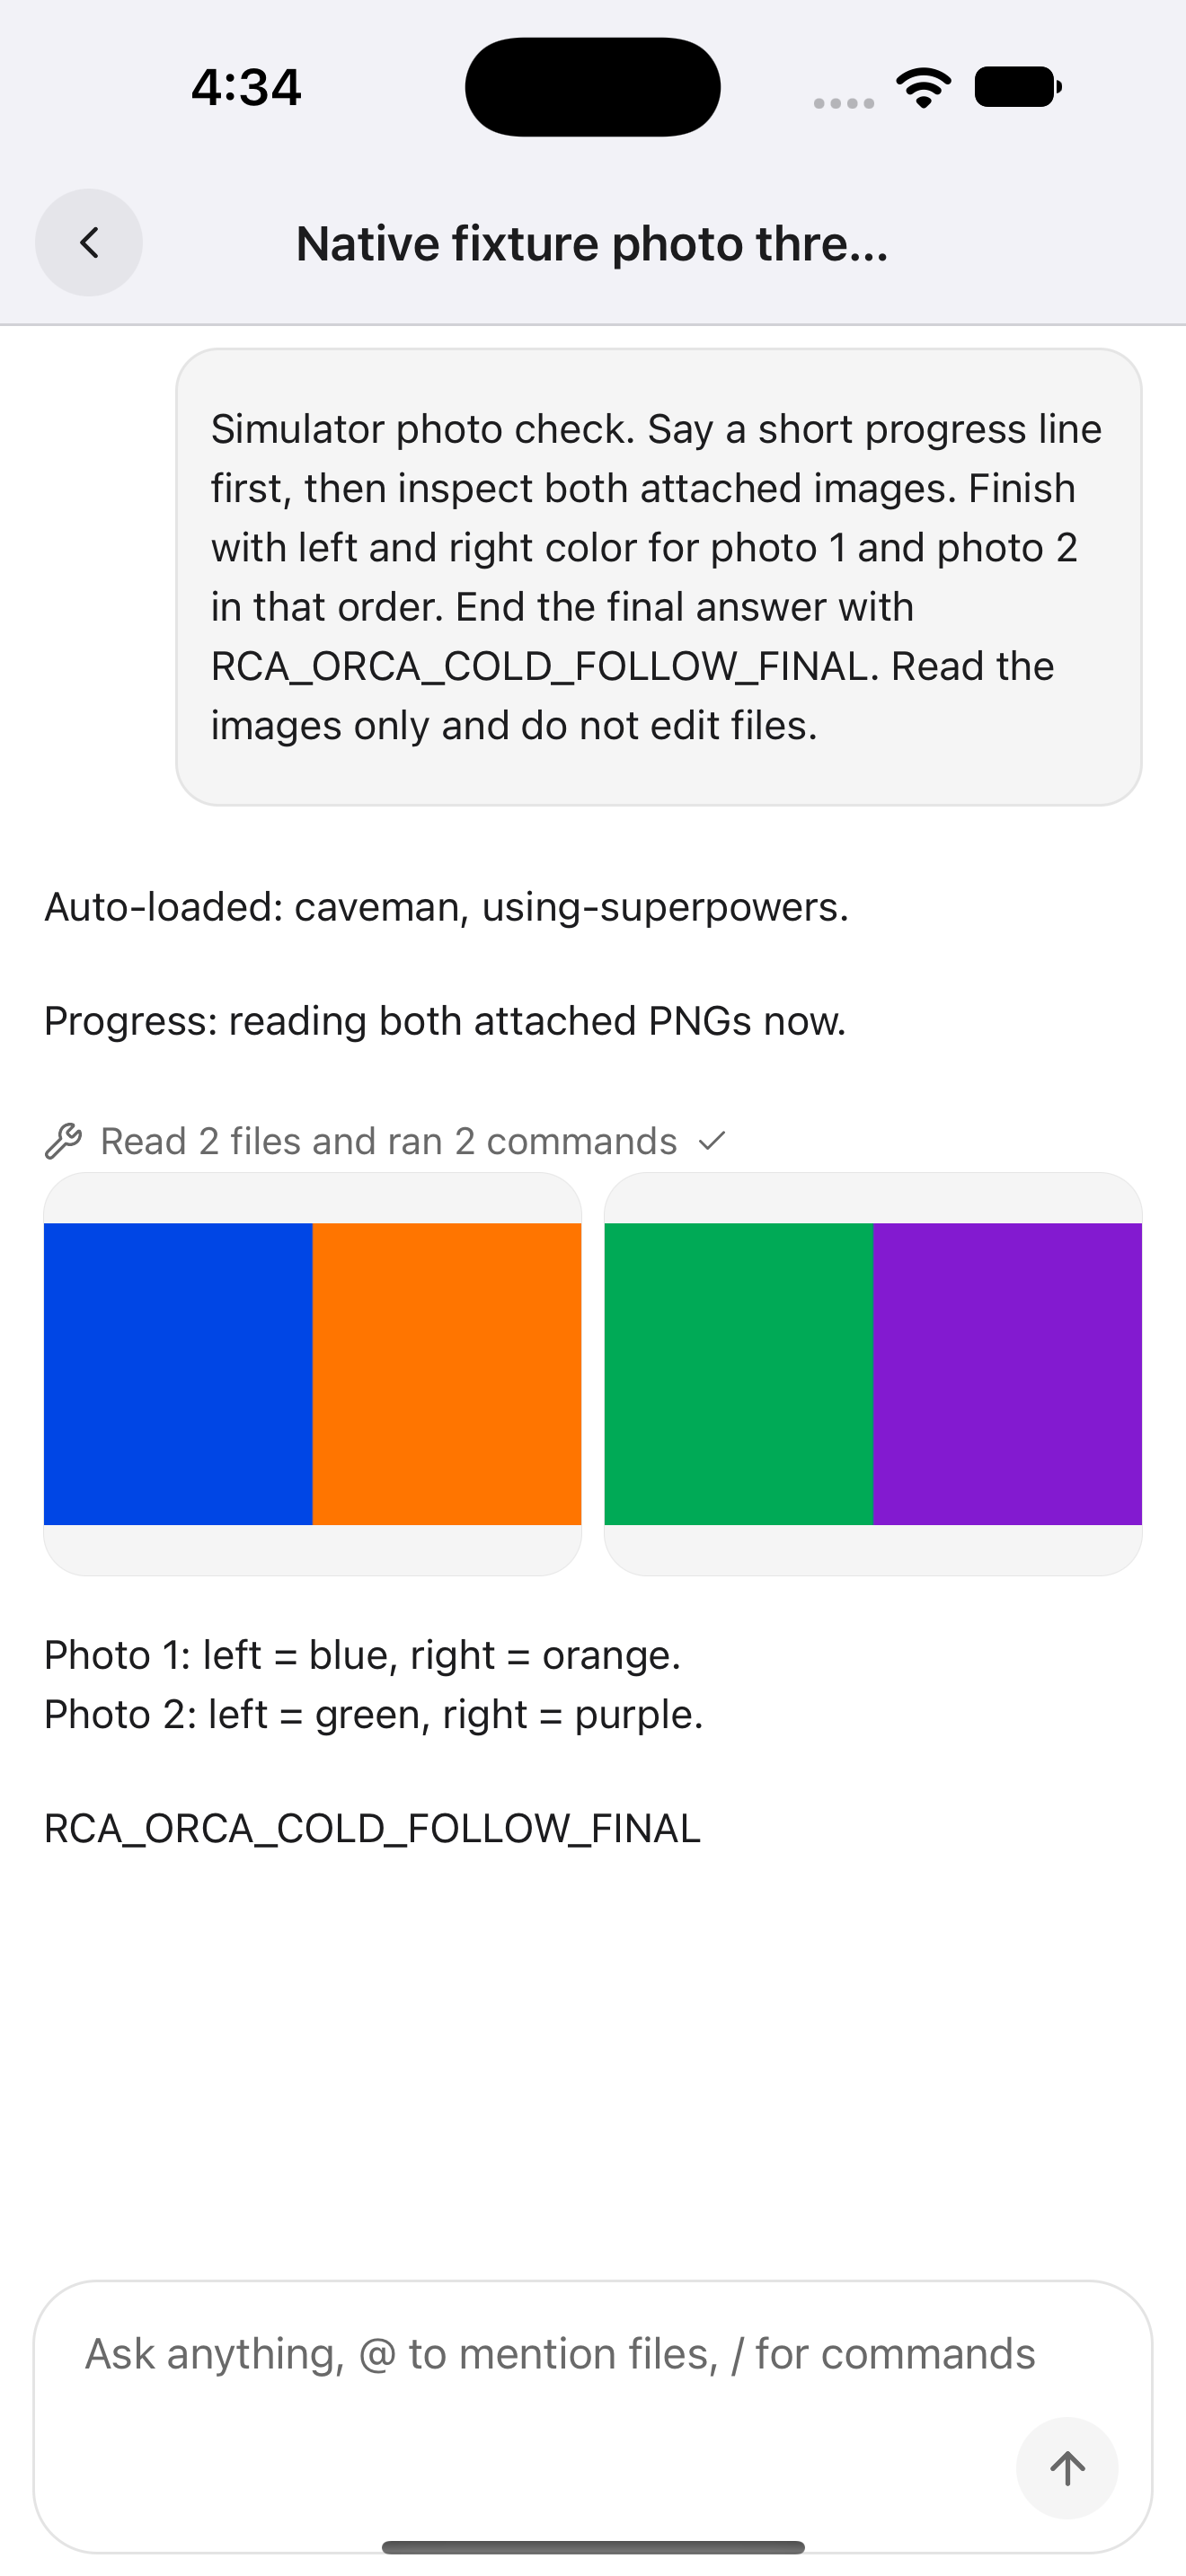 4:34
Native fixture photo thre...
Simulator photo check. Say a short progress line
first, then inspect both attached images. Finish
with left and right color for photo 1 and photo 2
in that order. End the final answer with
RCA_ORCA_COLD_FOLLOW_FINAL. Read the
images only and do not edit files.
Auto-loaded: caveman, using-superpowers.
Progress: reading both attached PNGs now.
Read 2 files and ran 2 commands
Photo 1: left = blue, right = orange.
Photo 2: left = green, right = purple.
RCA_ORCA_COLD_FOLLOW_FINAL
Ask anything, @ to mention files, / for commands